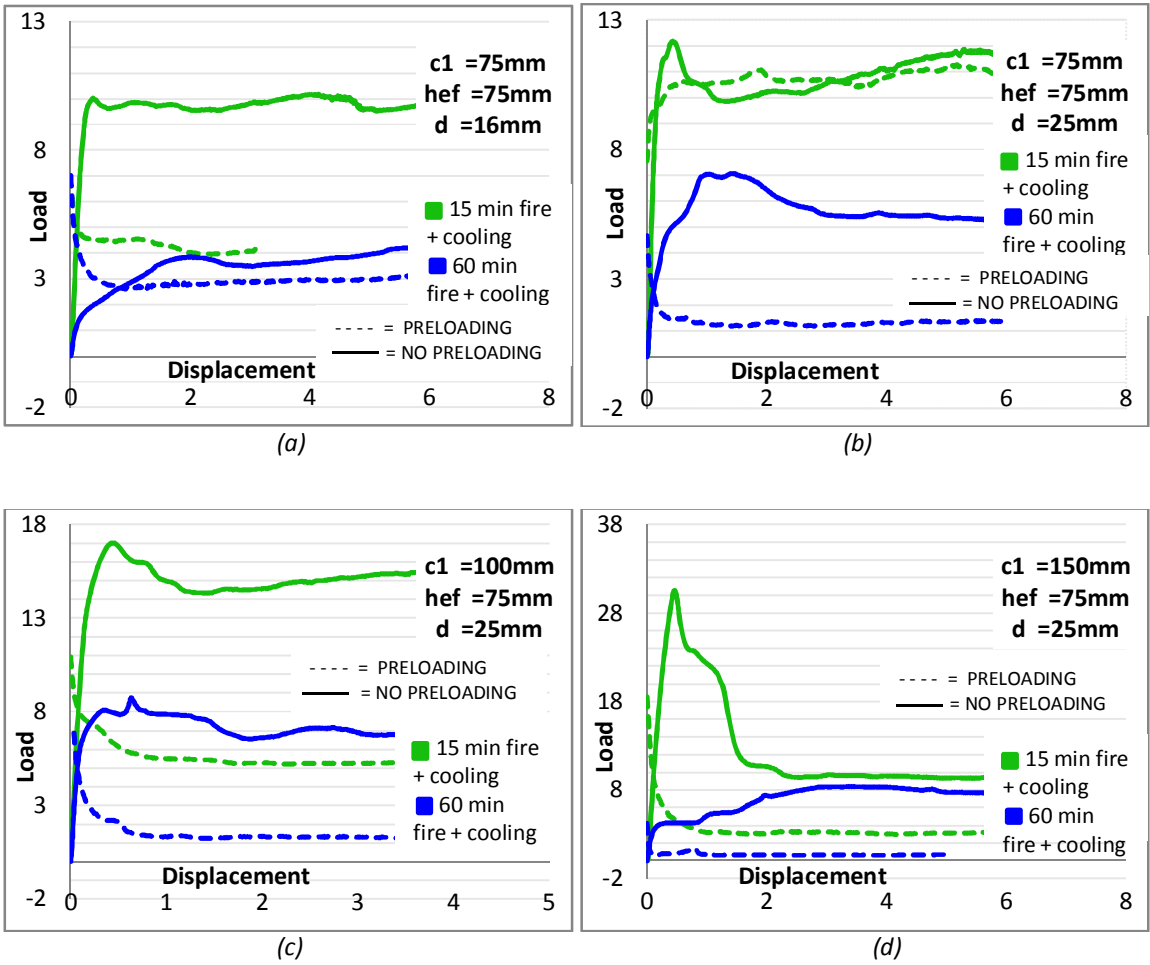 13
8
3
-2
Load
c1 =75mm
hef =75mm
d =16mm
15 min fire
+ cooling
60 min
fire + cooling
---- = PRELOADING
= NO PRELOADING
Displacement
0 2 4 6 8
(a)
13
8
3
-2
Load
c1 =75mm
hef =75mm
d =25mm
15 min fire
+ cooling
60 min
fire + cooling
---- = PRELOADING
= NO PRELOADING
Displacement
0 2 4 6 8
(b)
18
13
8
3
-2
Load
c1 =100mm
hef =75mm
d =25mm
---- = PRELOADING
= NO PRELOADING
15 min fire
+ cooling
60 min
fire + cooling
Displacement
0 1 2 3 4 5
(c)
38
28
18
8
-2
Load
c1 =150mm
hef =75mm
d =25mm
---- = PRELOADING
= NO PRELOADING
15 min fire
+ cooling
60 min
fire + cooling
Displacement
0 2 4 6 8
(d)